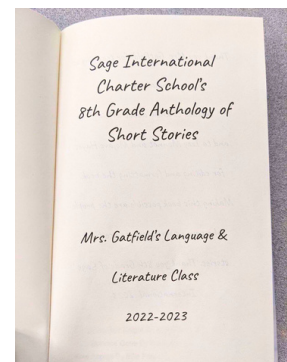 Sage International
Charter School's
8th Grade Anthology of
Short Stories
Mrs. Gatfield's Language &
Literature Class
2022-2023